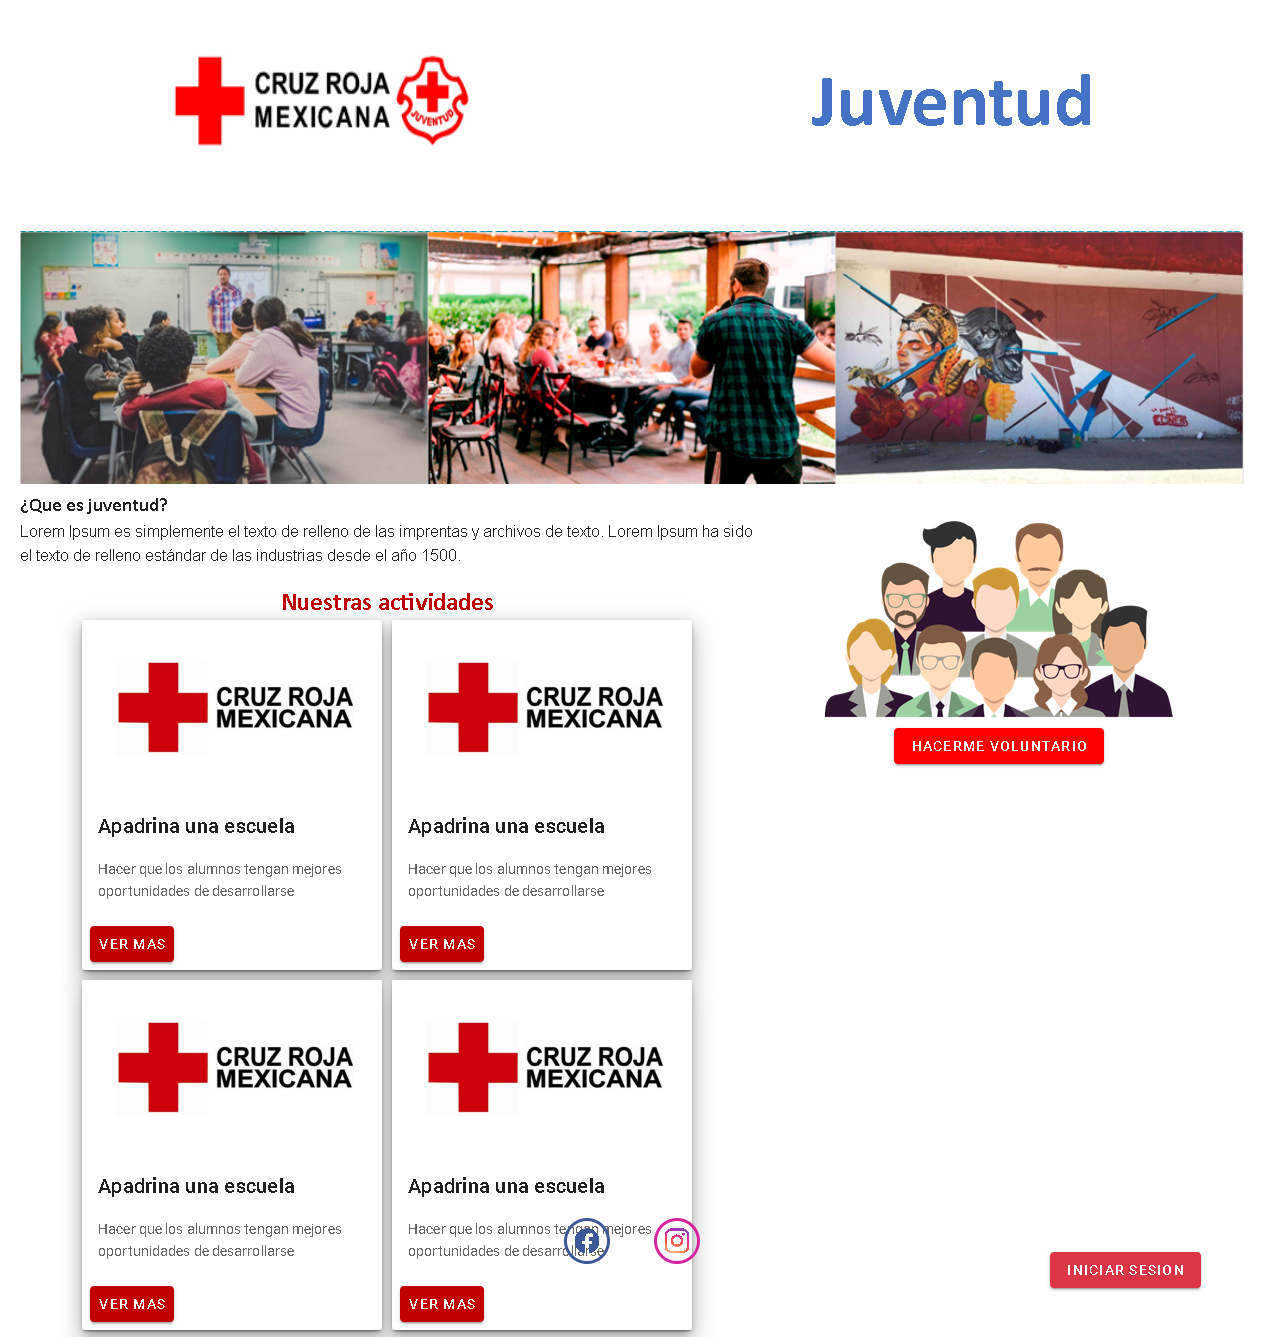 CRUZ ROJA
MEXICANA
JUVENTUD
Juventud
¿Que es juventud?
Lorem Ipsum es simplemente el texto de relleno de las imprentas y archivos de texto. Lorem Ipsum ha sido
el texto de relleno estándar de las industrias desde el año 1500.
Nuestras actividades
CRUZ ROJA
MEXICANA
Apadrina una escuela
Hacer que los alumnos tengan mejores
oportunidades de desarrollarse
VER MAS
CRUZ ROJA
MEXICANA
Apadrina una escuela
Hacer que los alumnos tengan mejores
oportunidades de desarrollarse
VER MAS
HACERME VOLUNTARIO
CRUZ ROJA
MEXICANA
Apadrina una escuela
Hacer que los alumnos tengan mejores
oportunidades de desarrollarse
VER MAS
CRUZ ROJA
MEXICANA
Apadrina una escuela
Hacer que los alumnos tengan mejores
oportunidades de desarrollarse
VER MAS
INICIAR SESION